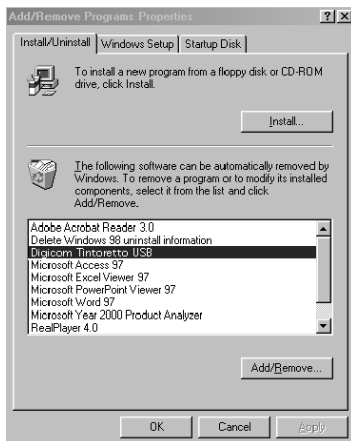 Add/Remove Programs Properties
Install/Uninstall Windows Setup Startup Disk
To install a new program from a floppy disk or CD-ROM
drive, click Install.
Install...
The following software can be automatically removed by
Windows. To remove a program or to modify its installed
components, select it from the list and click
Add/Remove.
Adobe Acrobat Reader 3.0
Delete Windows 98 uninstall information
Digicom Tintoretto USB
Microsoft Access 97
Microsoft Excel Viewer 97
Microsoft PowerPoint Viewer 97
Microsoft Word 97
Microsoft Year 2000 Product Analyzer
RealPlayer 4.0
Add/Remove...
OK Cancel Apply